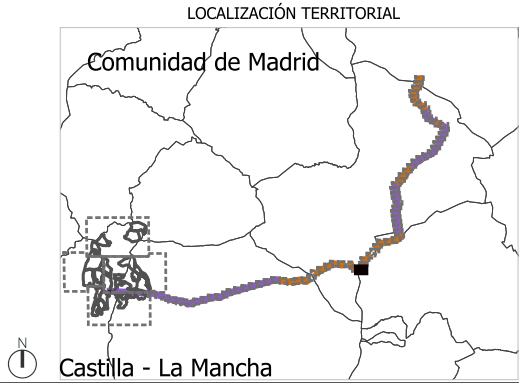 LOCALIZACIÓN TERRITORIAL
Comunidad de Madrid
N
Castilla - La Mancha